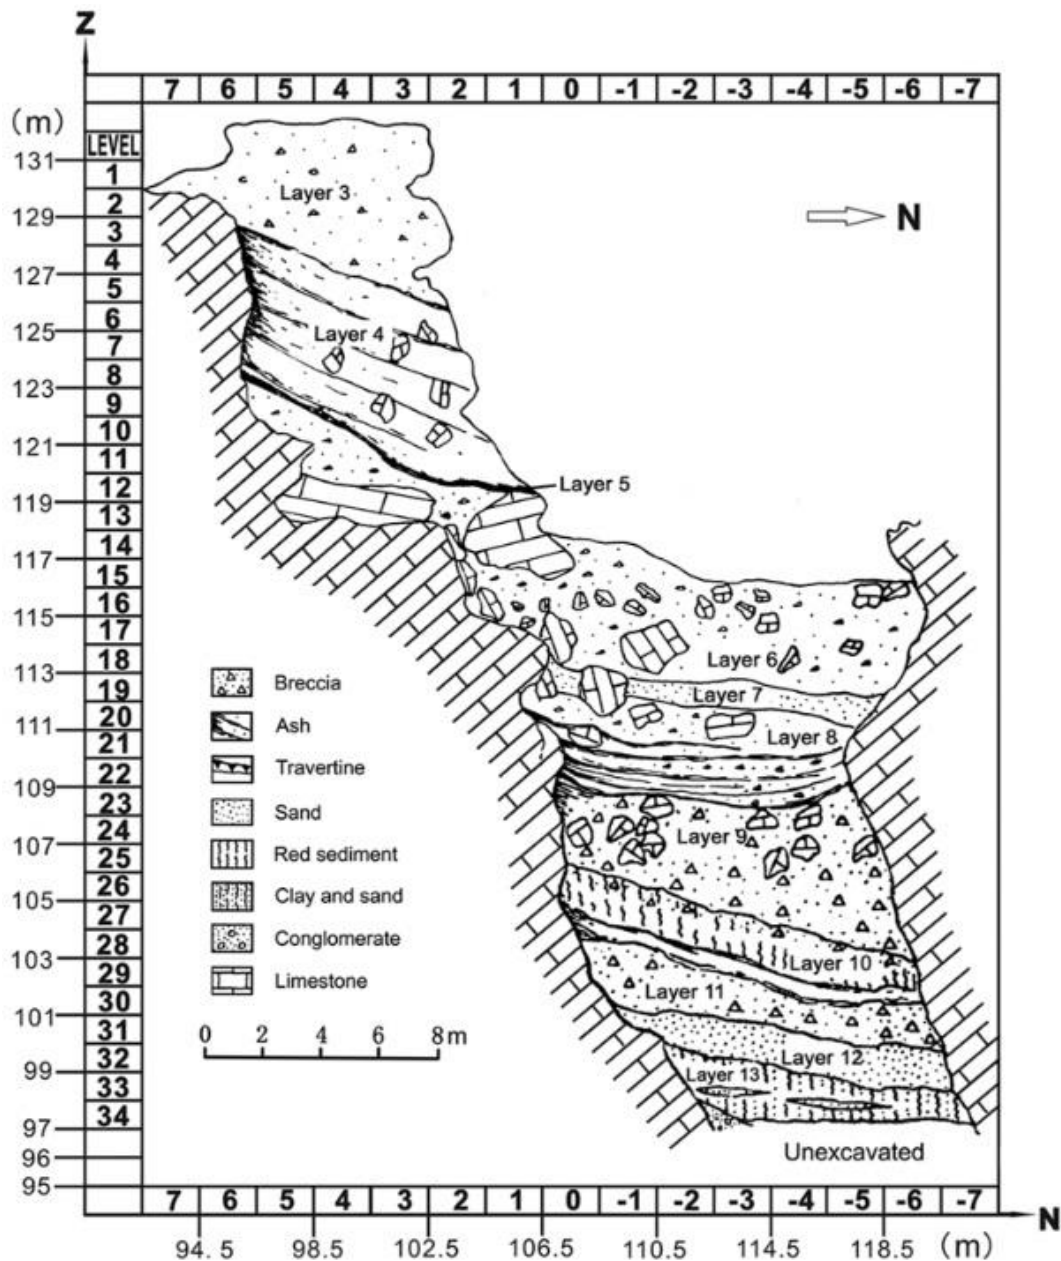 Z
7 6 5 4 3 2 1 0 -1 -2 -3 -4 -5 -6 -7
(m)
LEVEL
131
1
2
129
3
4
127
5
6
125
7
8
123
9
10
121
11
12
119
13
14
117
15
16
115
17
18
113
19
20
111
21
22
109
23
24
107
25
26
105
27
28
103
29
30
101
31
32
99
33
34
97
96
95
N
Layer 3
Layer 4
Layer 5
Layer 6
Layer 7
Layer 8
Layer 9
Layer 10
Layer 11
Layer 12
Layer 13
Unexcavated
Breccia
Ash
Travertine
Sand
Red sediment
Clay and sand
Conglomerate
Limestone
0 2 4 6 8 m
7 6 5 4 3 2 1 0 -1 -2 -3 -4 -5 -6 -7
N
94.5 98.5 102.5 106.5 110.5 114.5 118.5 (m)